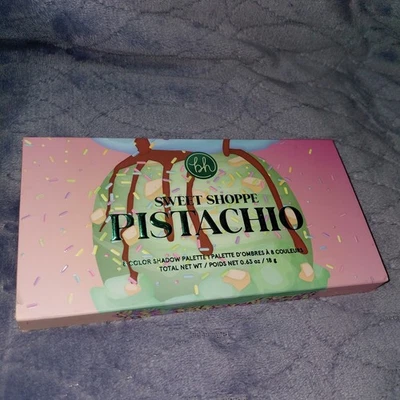 bh
SWEET SHOPPE
PISTACHIO
COLOR SHADOW PALETTE | PALETTE D'OMBRES À 8 COULEURS
TOTAL NET WT / POIDS NET 0.63 oz / 18 g